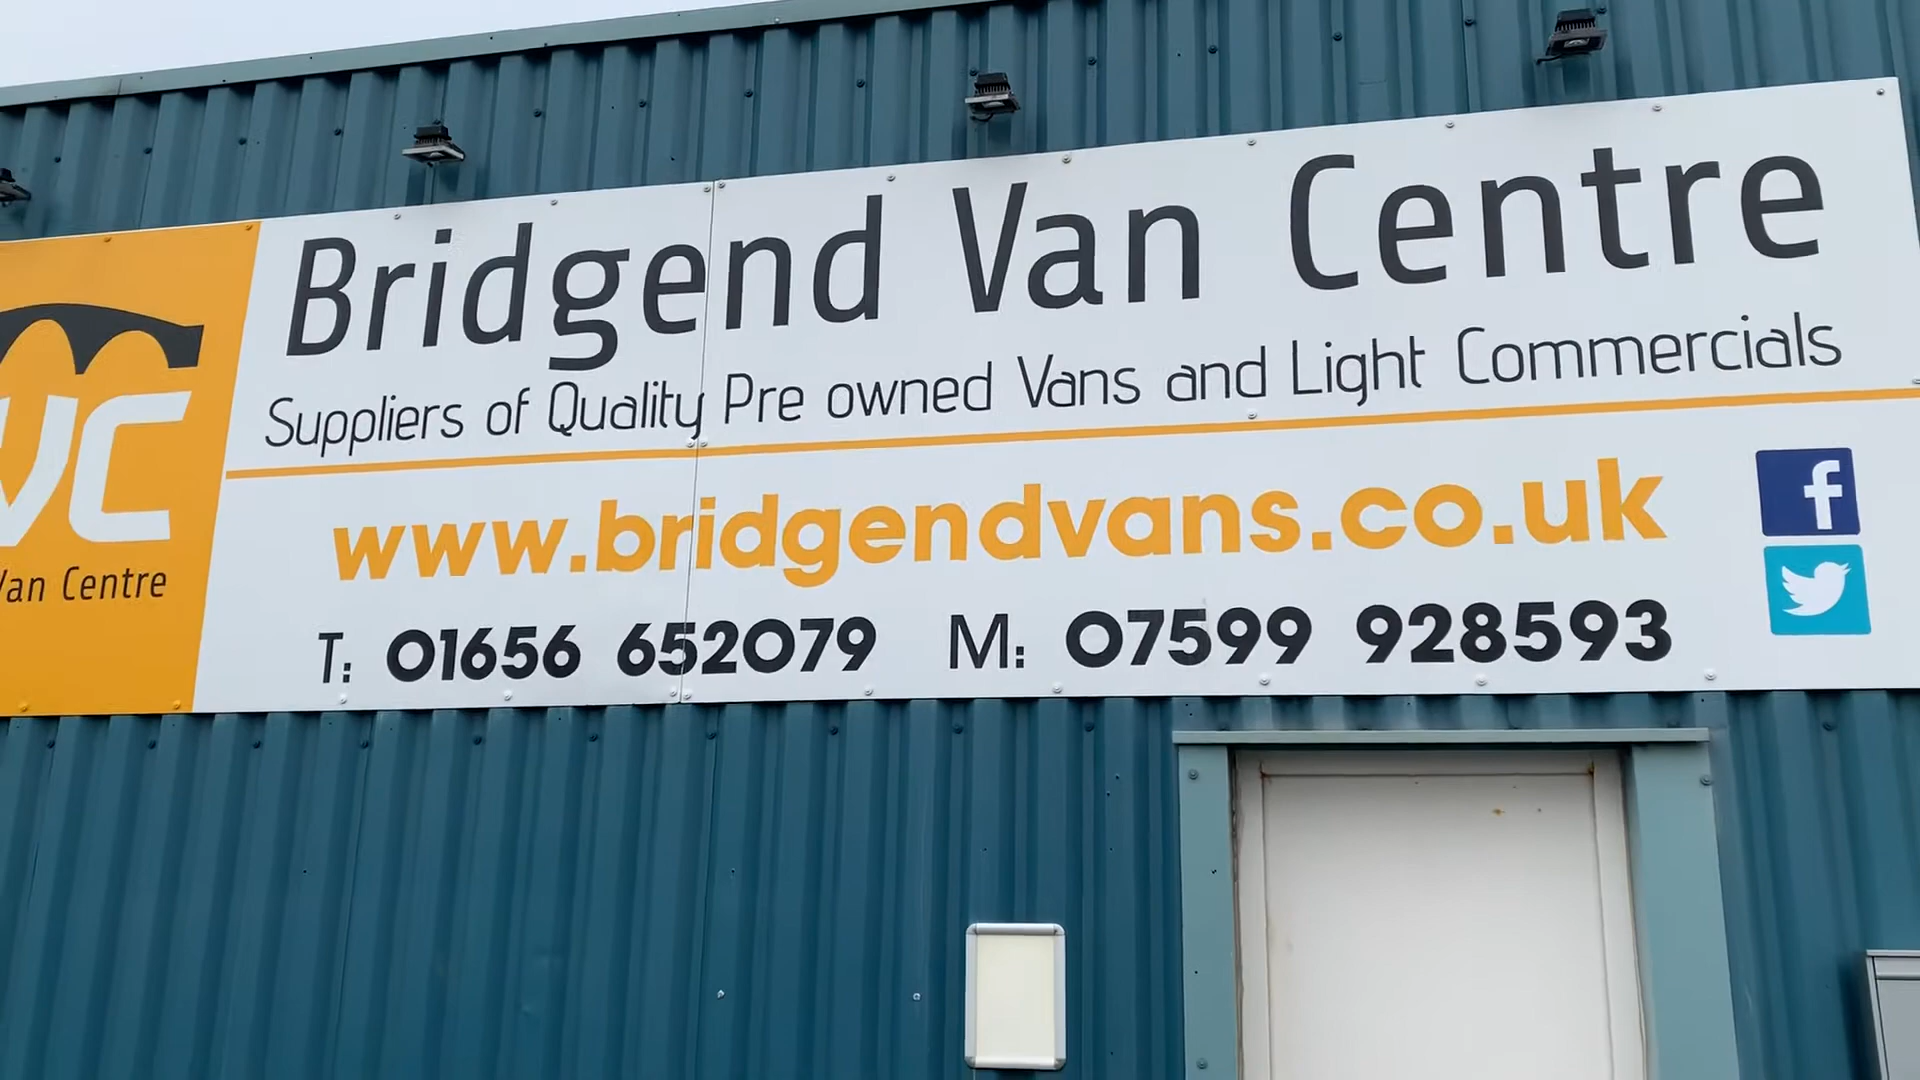 Bridgend Van Centre
Suppliers of Quality Pre owned Vans and Light Commercials
www.bridgendvans.co.uk
T: 01656 652079 M: 07599 928593
VC
Van Centre
f